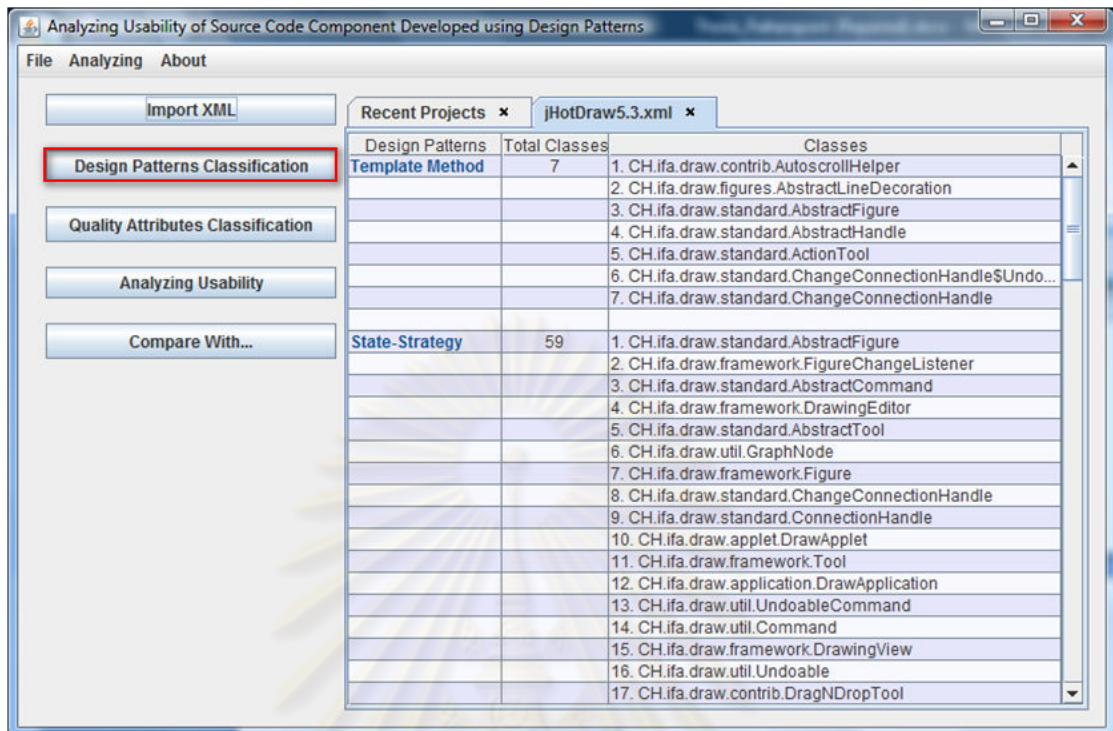 Analyzing Usability of Source Code Component Developed using Design Patterns
File Analyzing About
Import XML
Design Patterns Classification
Quality Attributes Classification
Analyzing Usability
Compare With...
Recent Projects × jHotDraw5.3.xml ×
Design Patterns Total Classes Classes
Template Method 7 1. CH.ifa.draw.contrib.AutoscrollHelper
2. CH.ifa.draw.figures.AbstractLineDecoration
3. CH.ifa.draw.standard.AbstractFigure
4. CH.ifa.draw.standard.AbstractHandle
5. CH.ifa.draw.standard.ActionTool
6. CH.ifa.draw.standard.ChangeConnectionHandle$Undo...
7. CH.ifa.draw.standard.ChangeConnectionHandle
State-Strategy 59 1. CH.ifa.draw.standard.AbstractFigure
2. CH.ifa.draw.framework.FigureChangeListener
3. CH.ifa.draw.standard.AbstractCommand
4. CH.ifa.draw.framework.DrawingEditor
5. CH.ifa.draw.standard.AbstractTool
6. CH.ifa.draw.util.GraphNode
7. CH.ifa.draw.framework.Figure
8. CH.ifa.draw.standard.ChangeConnectionHandle
9. CH.ifa.draw.standard.ConnectionHandle
10. CH.ifa.draw.applet.DrawApplet
11. CH.ifa.draw.framework.Tool
12. CH.ifa.draw.application.DrawApplication
13. CH.ifa.draw.util.UndoableCommand
14. CH.ifa.draw.util.Command
15. CH.ifa.draw.framework.DrawingView
16. CH.ifa.draw.util.Undoable
17. CH.ifa.draw.contrib.DragNDropTool